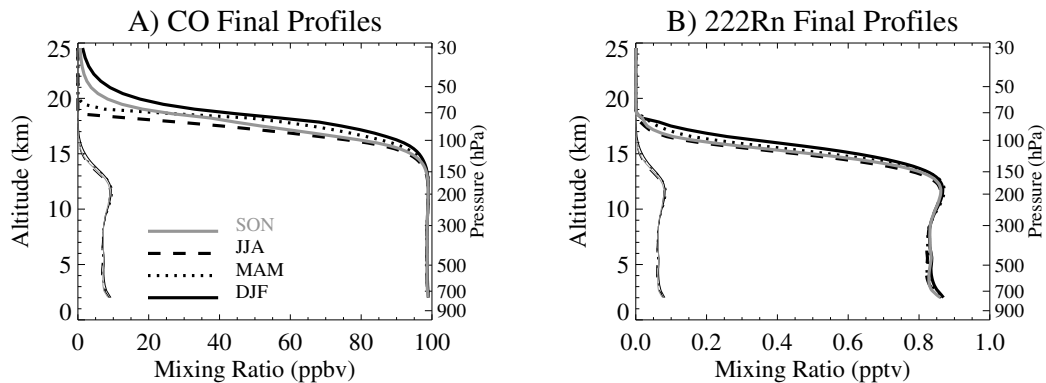 A) CO Final Profiles
25
20
15
10
5
0
Altitude (km)
30
50
70
100
150
200
300
500
700
900
Pressure (hPa)
SON
JJA
MAM
DJF
0 20 40 60 80 100
Mixing Ratio (ppbv)
B) 222Rn Final Profiles
25
20
15
10
5
0
Altitude (km)
30
50
70
100
150
200
300
500
700
900
Pressure (hPa)
0.0 0.2 0.4 0.6 0.8 1.0
Mixing Ratio (pptv)